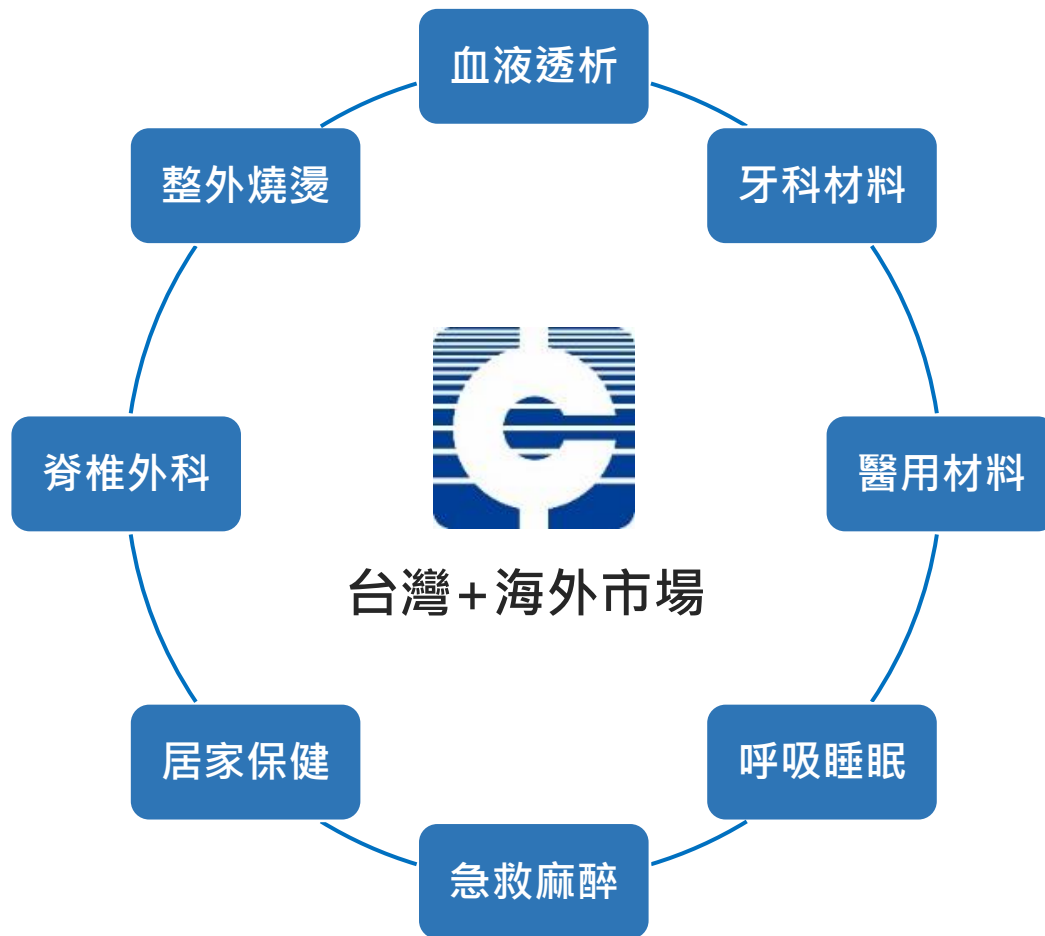 血液透析
牙科材料
醫用材料
呼吸睡眠
急救麻醉
居家保健
脊椎外科
整外燒燙
台灣+海外市場